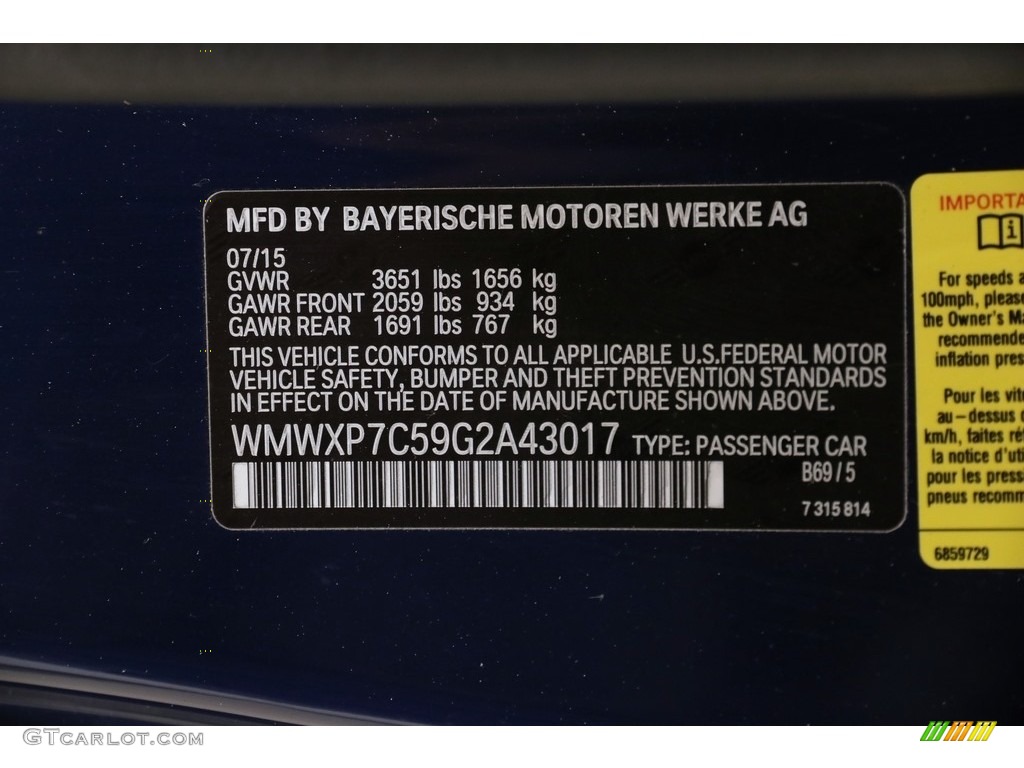 MFD BY BAYERISCHE MOTOREN WERKE AG
07/15
GVWR 3651 lbs 1656 kg
GAWR FRONT 2059 lbs 934 kg
GAWR REAR 1691 lbs 767 kg
THIS VEHICLE CONFORMS TO ALL APPLICABLE U.S.FEDERAL MOTOR
VEHICLE SAFETY, BUMPER AND THEFT PREVENTION STANDARDS
IN EFFECT ON THE DATE OF MANUFACTURE SHOWN ABOVE.
WMWXP7C59G2A43017 TYPE: PASSENGER CAR
B69/5
7 315 814
IMPORTA
For speeds a
100mph, please
the Owner's Ma
recommende
inflation pres
Pour les vite
au-dessus d
km/h, faites ré
la notice d'uti
pour les press
pneus recomm
6859729
GTCARLOT.COM